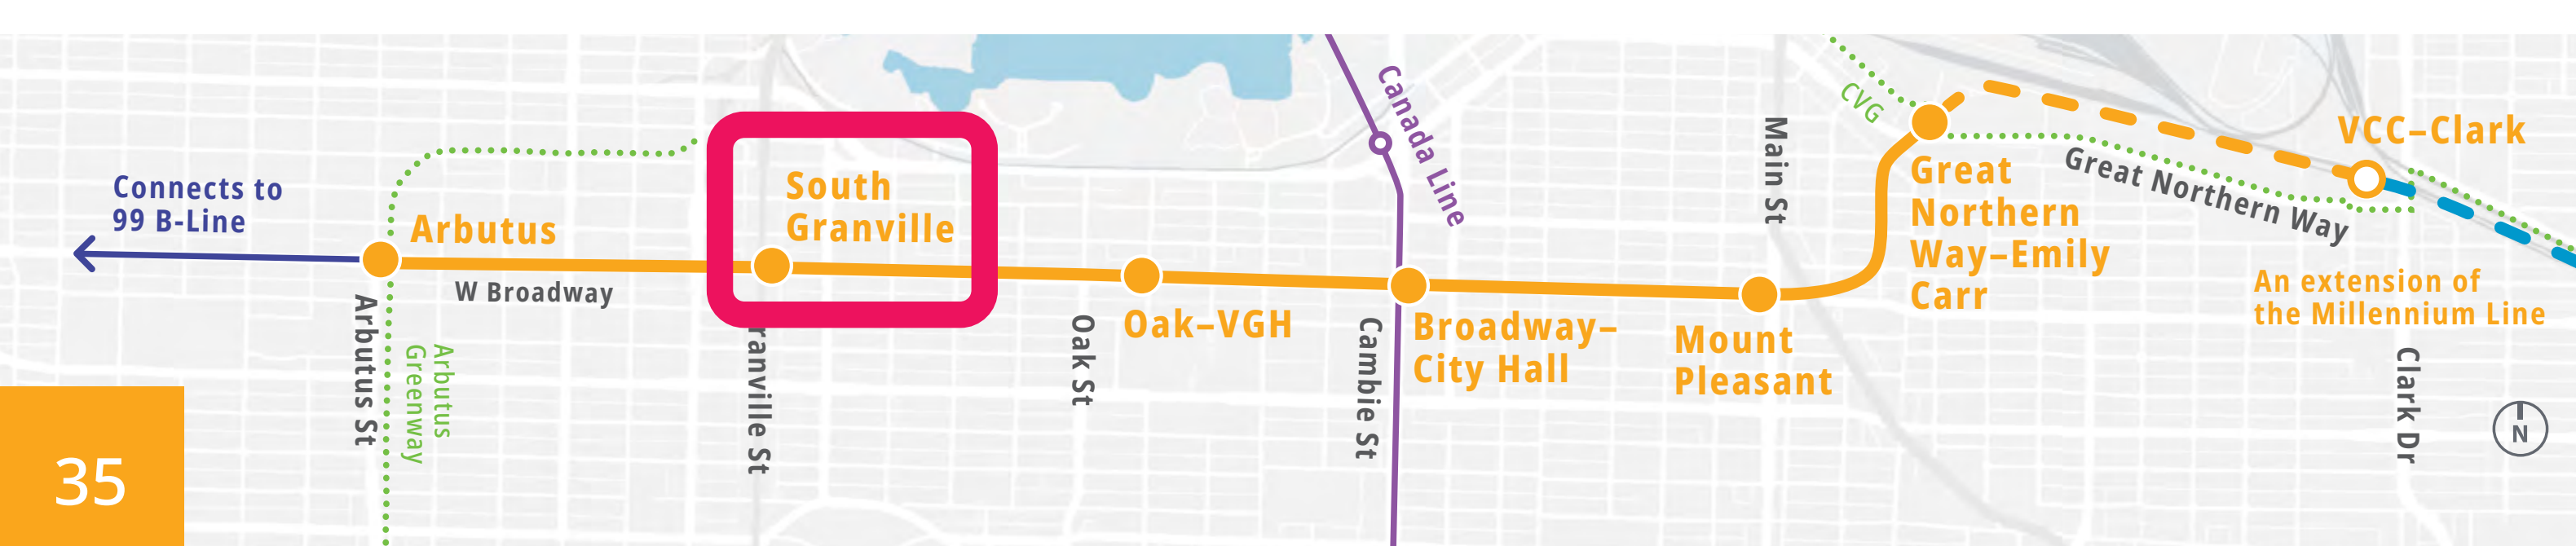 Connects to
99 B-Line
Arbutus
W Broadway
Arbutus St
Arbutus
Greenway
South
Granville
ranville St
Oak St
Oak–VGH
Canada Line
Cambie St
Broadway–
City Hall
Main St
Mount
Pleasant
CVG
Great
Northern
Way–Emily
Carr
Great Northern Way
VCC–Clark
An extension of
the Millennium Line
Clark Dr
N
35